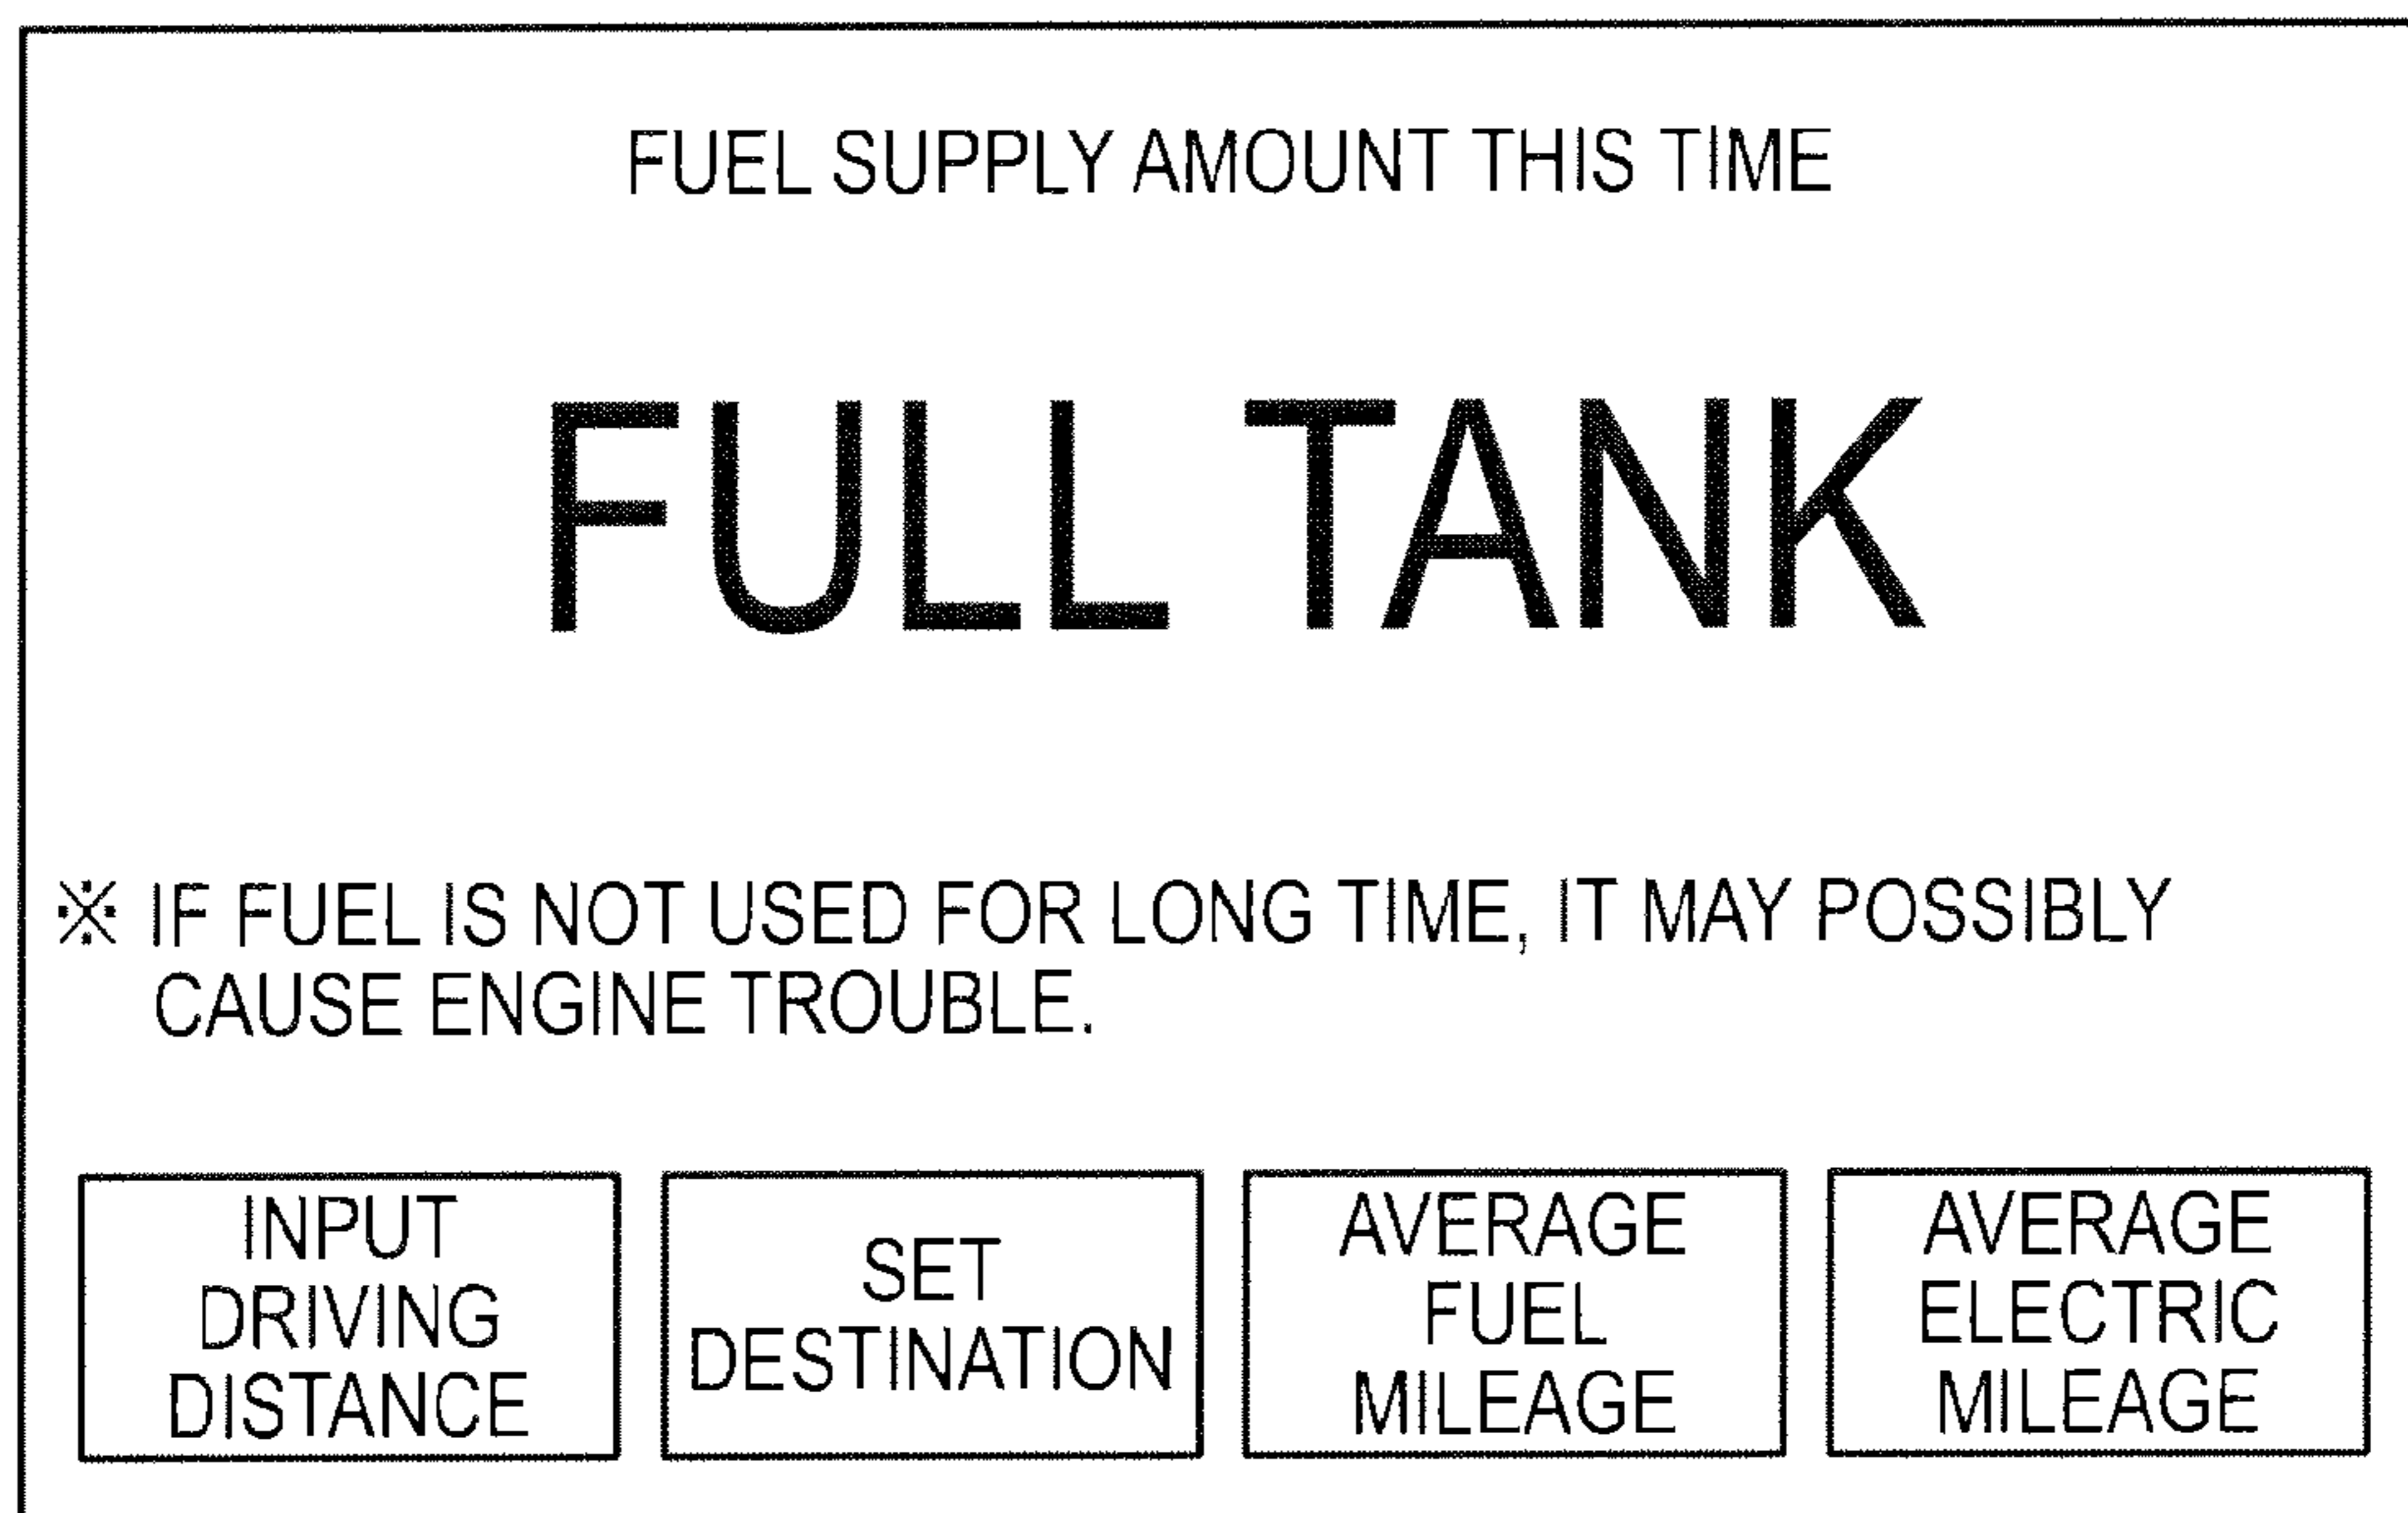 FUEL SUPPLY AMOUNT THIS TIME
FULL TANK
※ IF FUEL IS NOT USED FOR LONG TIME, IT MAY POSSIBLY
CAUSE ENGINE TROUBLE.
INPUT
DRIVING
DISTANCE
SET
DESTINATION
AVERAGE
FUEL
MILEAGE
AVERAGE
ELECTRIC
MILEAGE